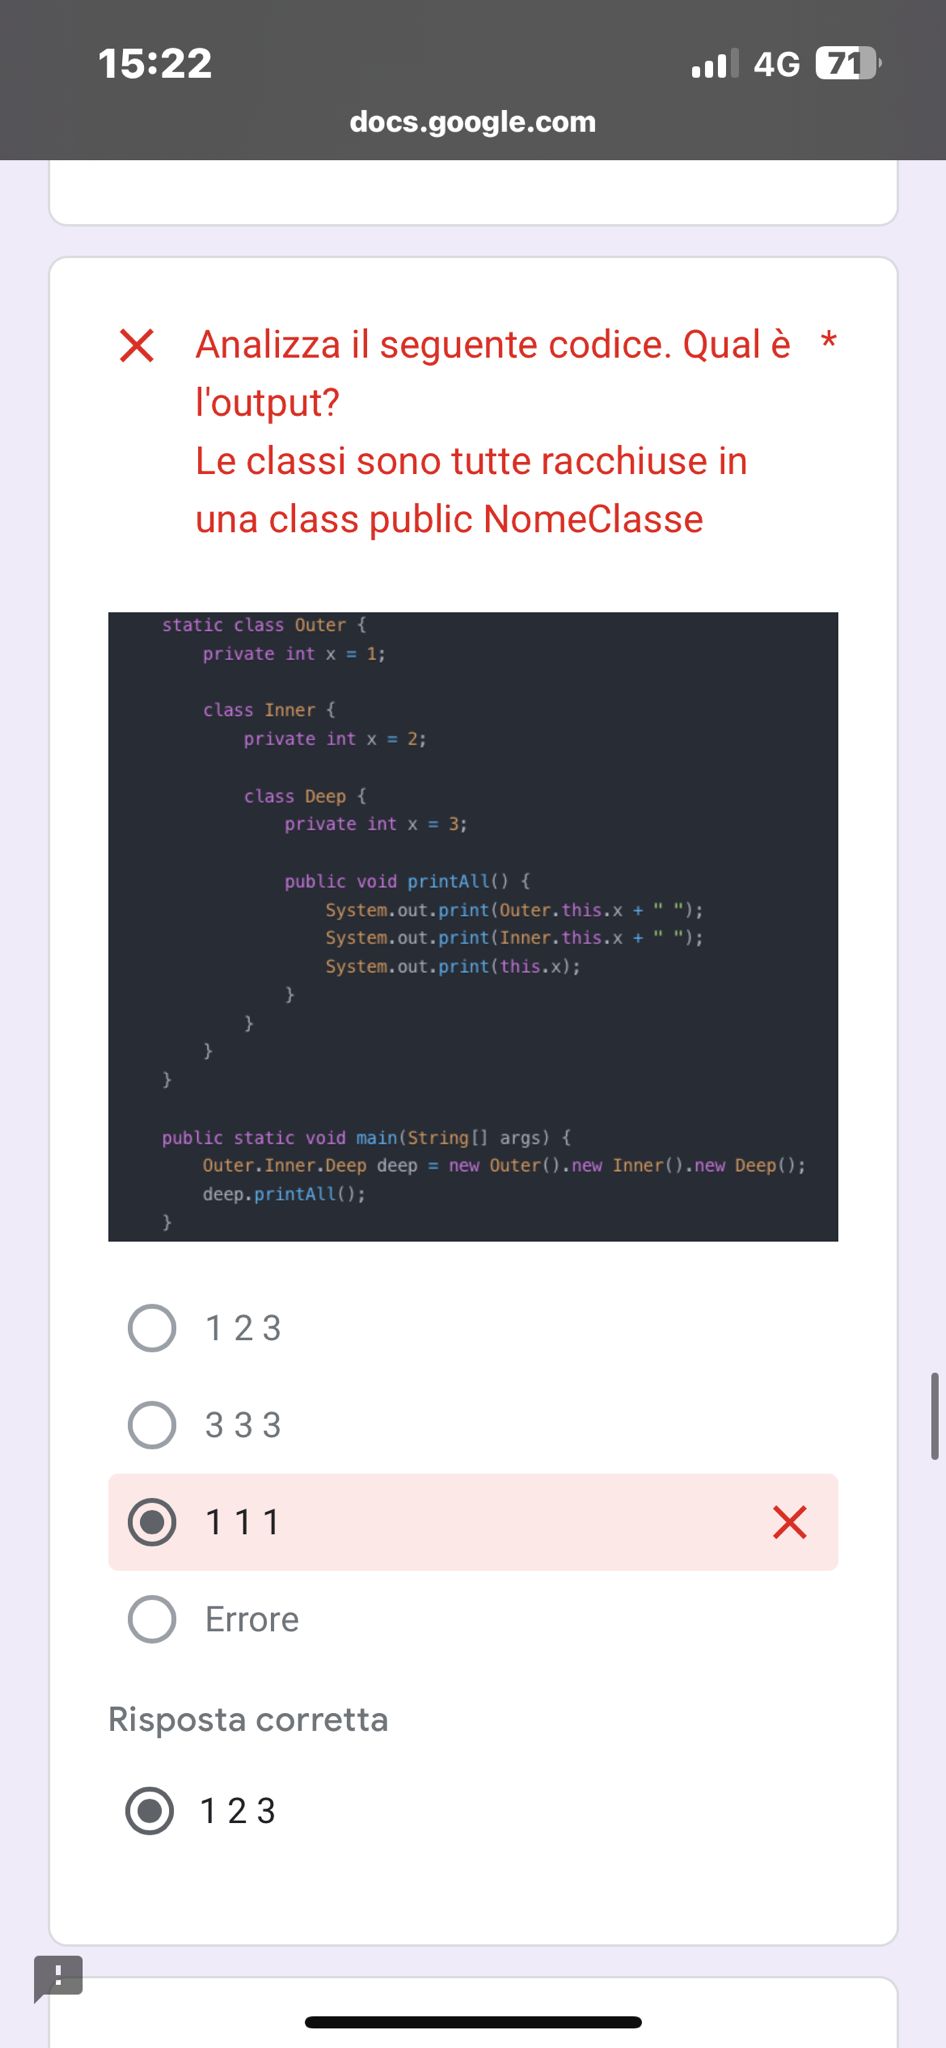 15:22
4G
71
docs.google.com
Analizza il seguente codice. Qual è *
l'output?
Le classi sono tutte racchiuse in
una class public NomeClasse
static class Outer {
private int x = 1;
class Inner {
private int x = 2;
class Deep {
private int x = 3;
public void printAll() {
System.out.print(Outer.this.x + " ");
System.out.print(Inner.this.x + " ");
System.out.print(this.x);
}
}
}
}
public static void main(String[] args) {
Outer.Inner.Deep deep = new Outer().new Inner().new Deep();
deep.printAll();
}
1 2 3
3 3 3
1 1 1
Errore
Risposta corretta
1 2 3
!